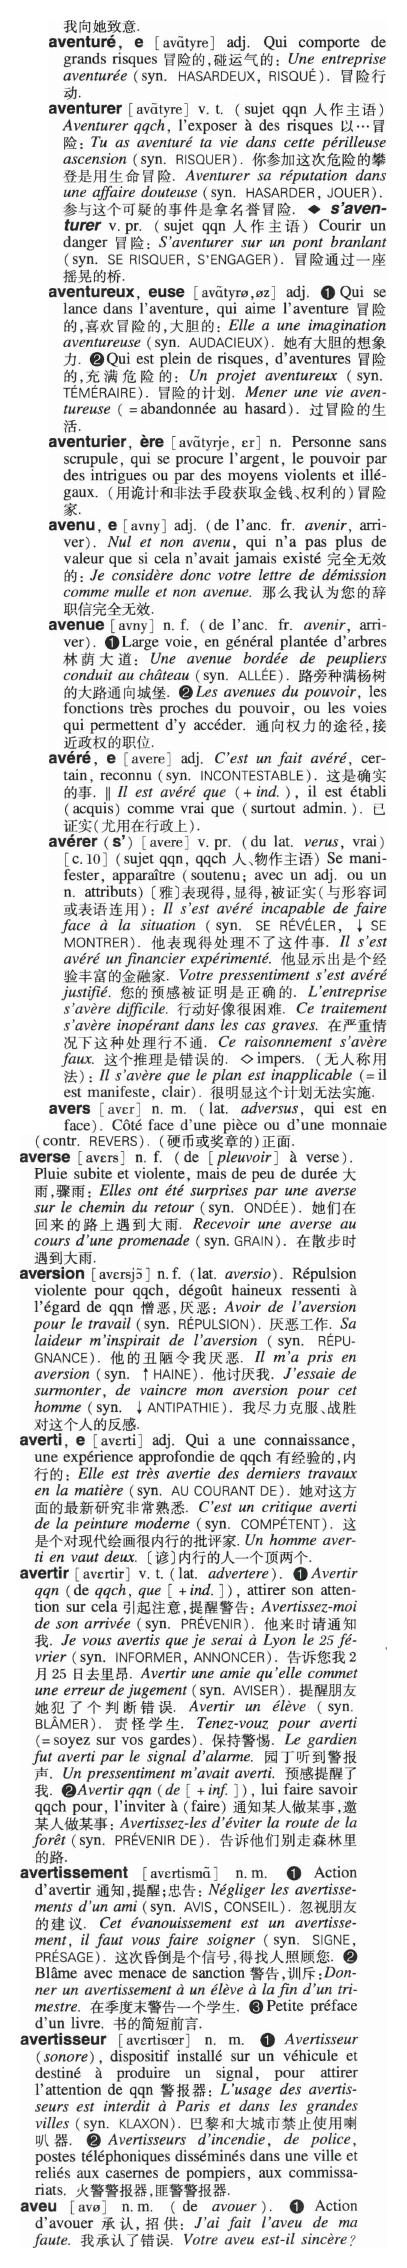 我向她致意.
aventuré, e [avɑ̃tyre] adj. Qui comporte de
grands risques 冒险的,碰运气的: Une entreprise
aventurée (syn. HASARDEUX, RISQUÉ). 冒险行
动.
aventurer [avɑ̃tyre] v. t. (sujet qqn 人作主语)
Aventurer qqch, l'exposer à des risques 以…冒
险: Tu as aventuré ta vie dans cette périlleuse
ascension (syn. RISQUER). 你参加这次危险的攀
登是用生命冒险. Aventurer sa réputation dans
une affaire douteuse (syn. HASARDER, JOUER).
参与这个可疑的事件是拿名誉冒险. ◆ s'aven-
turer v. pr. (sujet qqn 人作主语) Courir un
danger 冒险: S'aventurer sur un pont branlant
(syn. SE RISQUER, S'ENGAGER). 冒险通过一座
摇晃的桥.
aventureux, euse [avɑ̃tyrø,øz] adj. ❶ Qui se
lance dans l'aventure, qui aime l'aventure 冒险
的,喜欢冒险的,大胆的: Elle a une imagination
aventureuse (syn. AUDACIEUX). 她有大胆的想象
力. ❷ Qui est plein de risques, d'aventures 冒险
的,充满危险的: Un projet aventureux (syn.
TÉMÉRAIRE). 冒险的计划. Mener une vie aven-
tureuse (=abandonnée au hasard). 过冒险的生
活.
aventurier, ère [avɑ̃tyrje, ɛr] n. Personne sans
scrupule, qui se procure l'argent, le pouvoir par
des intrigues ou par des moyens violents et illé-
gaux. (用诡计和非法手段获取金钱、权利的)冒险
家.
avenu, e [avny] adj. (de l'anc. fr. avenir, arri-
ver). Nul et non avenu, qui n'a pas plus de
valeur que si cela n'avait jamais existé 完全无效
的: Je considère donc votre lettre de démission
comme mulle et non avenue. 那么我认为您的辞
职信完全无效.
avenue [avny] n. f. (de l'anc. fr. avenir, arri-
ver). ❶ Large voie, en général plantée d'arbres
林荫大道: Une avenue bordée de peupliers
conduit au château (syn. ALLÉE). 路旁种满杨树
的大路通向城堡. ❷ Les avenues du pouvoir, les
fonctions très proches du pouvoir, ou les voies
qui permettent d'y accéder. 通向权力的途径,接
近政权的职位.
avéré, e [avere] adj. C'est un fait avéré, cer-
tain, reconnu (syn. INCONTESTABLE). 这是确实
的事. ‖ Il est avéré que (+ind.), il est établi
(acquis) comme vrai que (surtout admin.). 已
证实(尤用在行政上).
avérer (s') [avere] v. pr. (du lat. verus, vrai)
[c.10] (sujet qqn, qqch 人、物作主语) Se mani-
fester, apparaître (soutenu; avec un adj. ou un
n. attributs) 〔雅〕表现得,显得,被证实(与形容词
或表语连用): Il s'est avéré incapable de faire
face à la situation (syn. SE RÉVÉLER, ↓ SE
MONTRER). 他表现得处理不了这件事. Il s'est
avéré un financier expérimenté. 他显示出是个经
验丰富的金融家. Votre pressentiment s'est avéré
justifié. 您的预感被证明是正确的. L'entreprise
s'avère difficile. 行动好像很困难. Ce traitement
s'avère inopérant dans les cas graves. 在严重情
况下这种处理行不通. Ce raisonnement s'avère
faux. 这个推理是错误的. ◇ impers. (无人称用
法): Il s'avère que le plan est inapplicable (=il
est manifeste, clair). 很明显这个计划无法实施.
avers [avɛr] n. m. (lat. adversus, qui est en
face). Côté face d'une pièce ou d'une monnaie
(contr. REVERS). (硬币或奖章的)正面.
averse [avɛrs] n. f. (de [pleuvoir] à verse).
Pluie subite et violente, mais de peu de durée 大
雨,骤雨: Elles ont été surprises par une averse
sur le chemin du retour (syn. ONDÉE). 她们在
回来的路上遇到大雨. Recevoir une averse au
cours d'une promenade (syn. GRAIN). 在散步时
遇到大雨.
aversion [avɛrsjɔ̃] n.f. (lat. aversio). Répulsion
violente pour qqch, dégoût haineux ressenti à
l'égard de qqn 憎恶,厌恶: Avoir de l'aversion
pour le travail (syn. RÉPULSION). 厌恶工作. Sa
laideur m'inspirait de l'aversion (syn. RÉPU-
GNANCE). 他的丑陋令我厌恶. Il m'a pris en
aversion (syn. ↑HAINE). 他讨厌我. J'essaie de
surmonter, de vaincre mon aversion pour cet
homme (syn. ↓ANTIPATHIE). 我尽力克服、战胜
对这个人的反感.
averti, e [avɛrti] adj. Qui a une connaissance,
une expérience approfondie de qqch 有经验的,内
行的: Elle est très avertie des derniers travaux
en la matière (syn. AU COURANT DE). 她对这方
面的最新研究非常熟悉. C'est un critique averti
de la peinture moderne (syn. COMPÉTENT). 这
是个对现代绘画很内行的批评家. Un homme aver-
ti en vaut deux. 〔谚〕内行的人一个顶两个.
avertir [avɛrtir] v. t. (lat. advertere). ❶ Avertir
qqn (de qqch, que [+ind.]), attirer son atten-
tion sur cela 引起注意,提醒警告: Avertissez-moi
de son arrivée (syn. PRÉVENIR). 他来时请通知
我. Je vous avertis que je serai à Lyon le 25 fé-
vrier (syn. INFORMER, ANNONCER). 告诉您我2
月25日去里昂. Avertir une amie qu'elle commet
une erreur de jugement (syn. AVISER). 提醒朋友
她犯了个判断错误. Avertir un élève (syn.
BLÂMER). 责怪学生. Tenez-vouz pour averti
(=soyez sur vos gardes). 保持警惕. Le gardien
fut averti par le signal d'alarme. 园丁听到警报
声. Un pressentiment m'avait averti. 预感提醒了
我. ❷ Avertir qqn (de [+inf.]), lui faire savoir
qqch pour, l'inviter à (faire) 通知某人做某事,邀
某人做某事: Avertissez-les d'éviter la route de la
forêt (syn. PRÉVENIR DE). 告诉他们别走森林里
的路.
avertissement [avɛrtismɑ̃] n. m. ❶ Action
d'avertir 通知,提醒;忠告: Négliger les avertisse-
ments d'un ami (syn. AVIS, CONSEIL). 忽视朋友
的建议. Cet évanouissement est un avertisse-
ment, il faut vous faire soigner (syn. SIGNE,
PRÉSAGE). 这次昏倒是个信号,得找人照顾您. ❷
Blâme avec menace de sanction 警告,训斥: Don-
ner un avertissement à un élève à la fin d'un tri-
mestre. 在季度末警告一个学生. ❸ Petite préface
d'un livre. 书的简短前言.
avertisseur [avɛrtisœr] n. m. ❶ Avertisseur
(sonore), dispositif installé sur un véhicule et
destiné à produire un signal, pour attirer
l'attention de qqn 警报器: L'usage des avertis-
seurs est interdit à Paris et dans les grandes
villes (syn. KLAXON). 巴黎和大城市禁止使用喇
叭器. ❷ Avertisseurs d'incendie, de police,
postes téléphoniques disséminés dans une ville et
reliés aux casernes de pompiers, aux commissa-
riats. 火警警报器,匪警警报器.
aveu [avø] n.m. (de avouer). ❶ Action
d'avouer 承认,招供: J'ai fait l'aveu de ma
faute. 我承认了错误. Votre aveu est-il sincère?